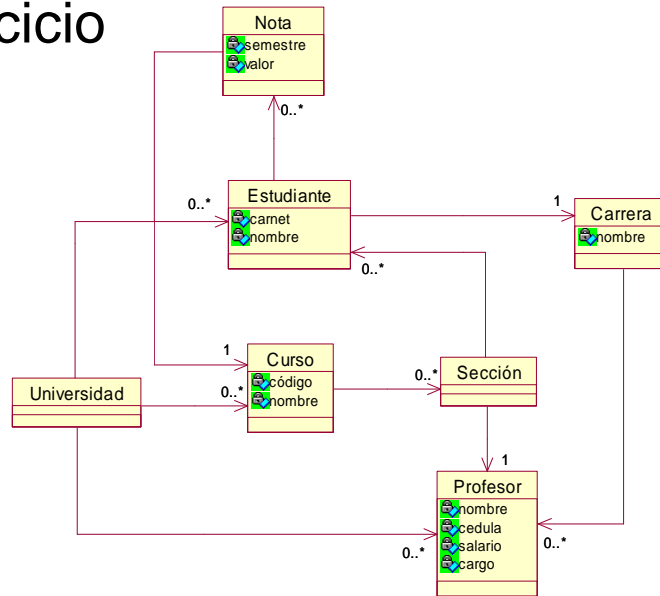 cicio
Nota
semestre
valor
0..*
Estudiante
carnet
nombre
0..*
0..*
1
Carrera
nombre
1
Curso
código
nombre
0..*
0..*
Sección
Universidad
1
Profesor
nombre
cedula
salario
cargo
0..*
0..*